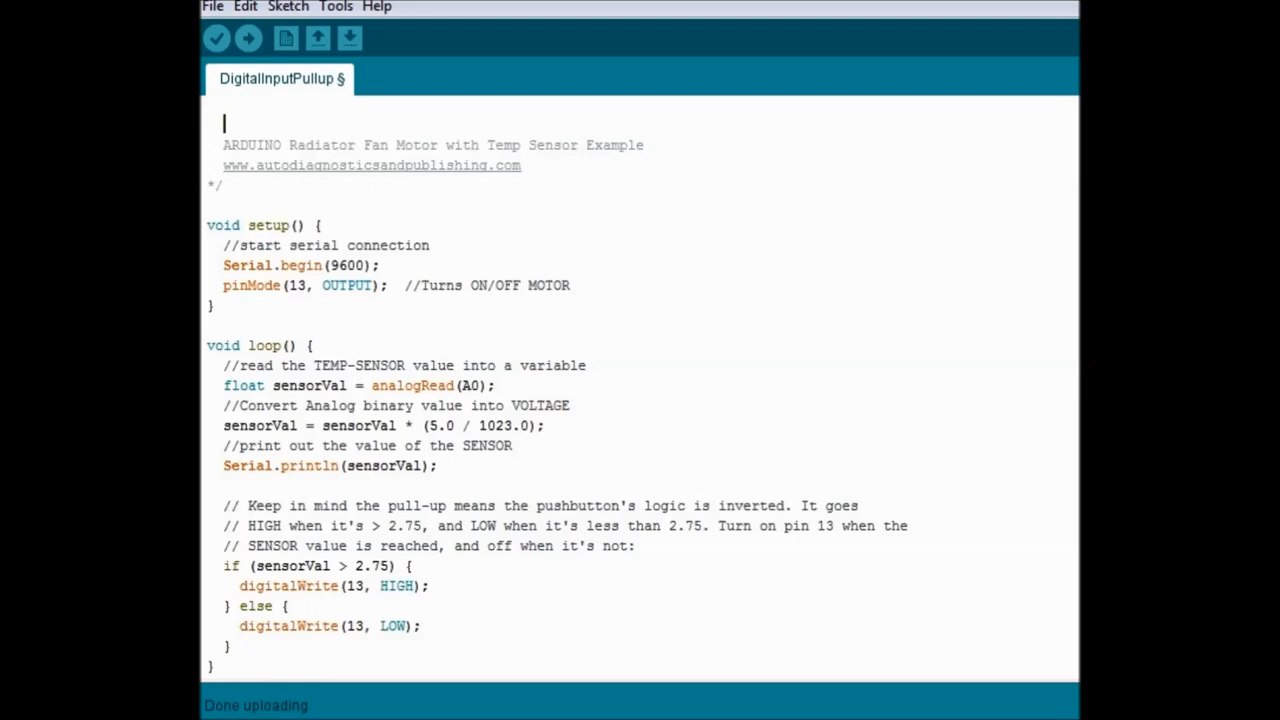 File Edit Sketch Tools Help
DigitalInputPullup §
ARDUINO Radiator Fan Motor with Temp Sensor Example
www.autodiagnosticsandpublishing.com
*/
void setup() {
//start serial connection
Serial.begin(9600);
pinMode(13, OUTPUT); //Turns ON/OFF MOTOR
}
void loop() {
//read the TEMP-SENSOR value into a variable
float sensorVal = analogRead(A0);
//Convert Analog binary value into VOLTAGE
sensorVal = sensorVal * (5.0 / 1023.0);
//print out the value of the SENSOR
Serial.println(sensorVal);
// Keep in mind the pull-up means the pushbutton's logic is inverted. It goes
// HIGH when it's > 2.75, and LOW when it's less than 2.75. Turn on pin 13 when the
// SENSOR value is reached, and off when it's not:
if (sensorVal > 2.75) {
digitalWrite(13, HIGH);
} else {
digitalWrite(13, LOW);
}
}
Done uploading.